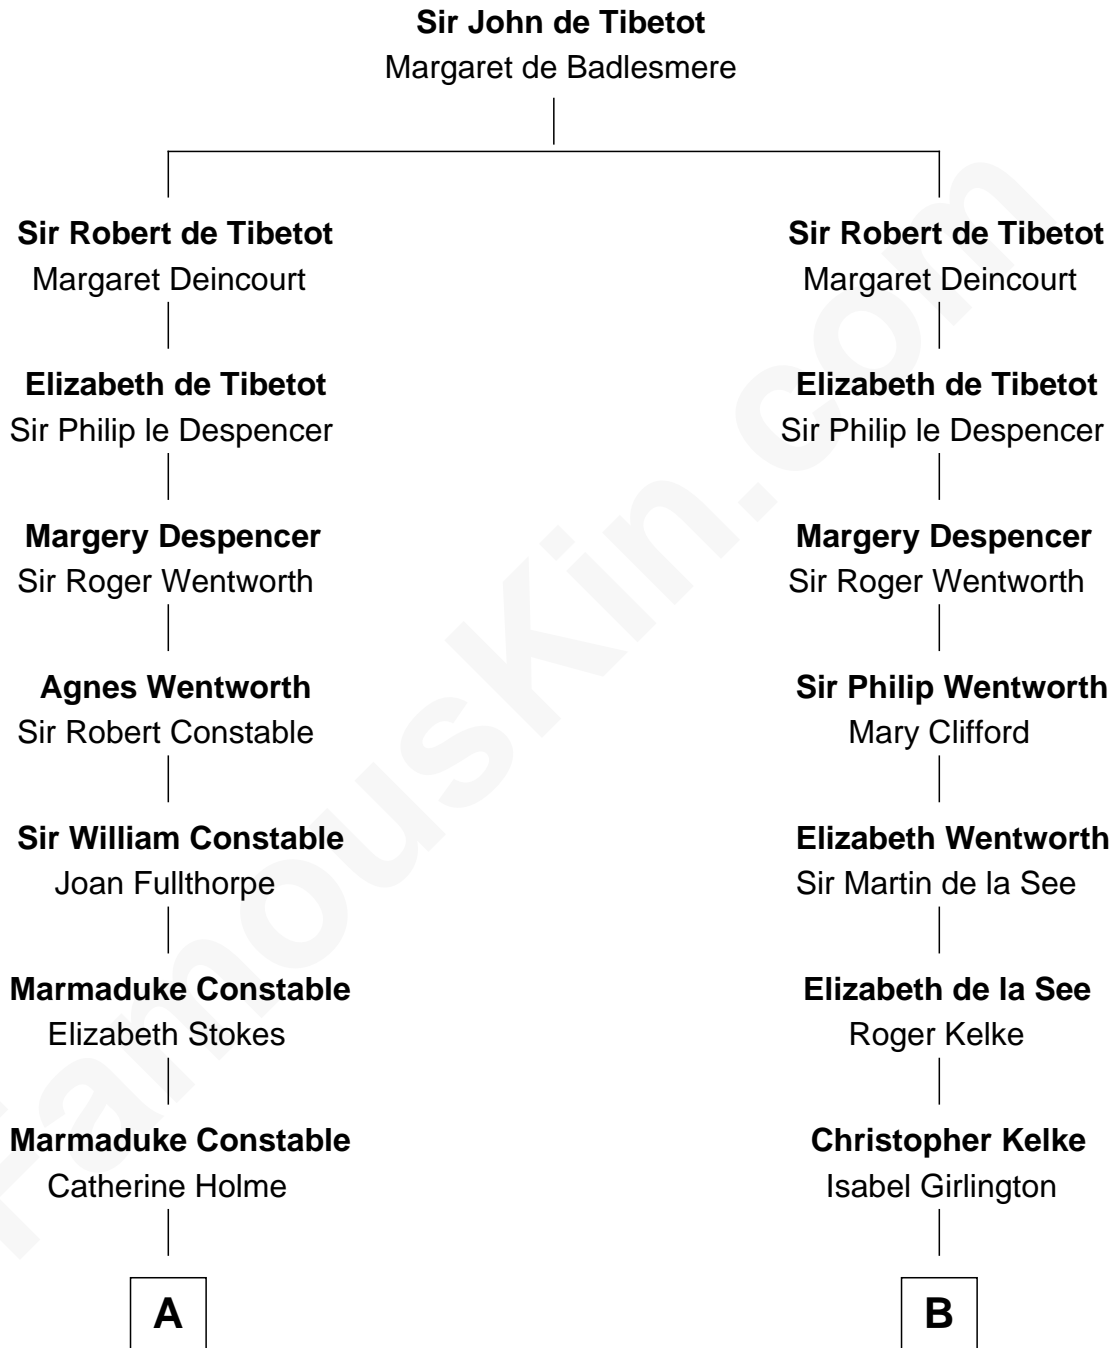 Sir John de Tibetot
Margaret de Badlesmere
Sir Robert de Tibetot
Margaret Deincourt
Elizabeth de Tibetot
Sir Philip le Despencer
Margery Despencer
Sir Roger Wentworth
Agnes Wentworth
Sir Robert Constable
Sir William Constable
Joan Fullthorpe
Marmaduke Constable
Elizabeth Stokes
Marmaduke Constable
Catherine Holme
A
Sir Robert de Tibetot
Margaret Deincourt
Elizabeth de Tibetot
Sir Philip le Despencer
Margery Despencer
Sir Roger Wentworth
Sir Philip Wentworth
Mary Clifford
Elizabeth Wentworth
Sir Martin de la See
Elizabeth de la See
Roger Kelke
Christopher Kelke
Isabel Girlington
B
FamousKin.com